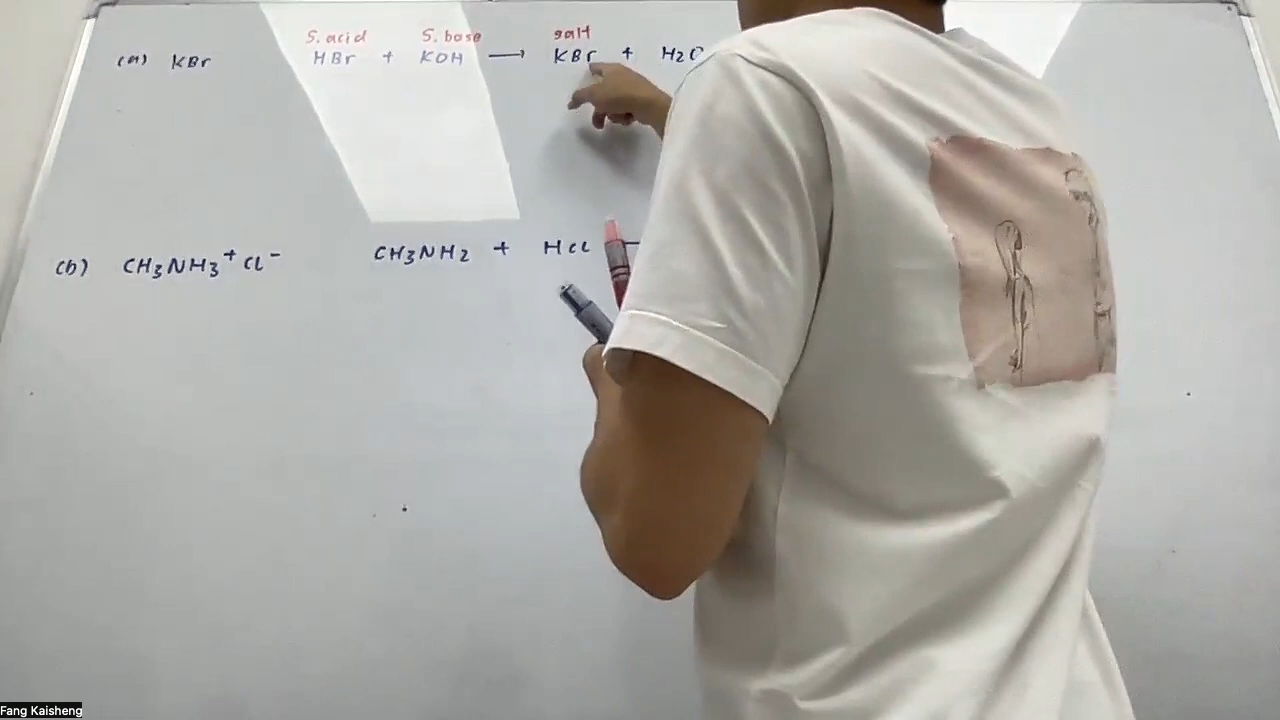 S. acid S. base salt
(a) KBr HBr + KOH → KBr + H2O
(b) CH3NH3+ Cl- CH3NH2 + HCl
Fang Kaisheng